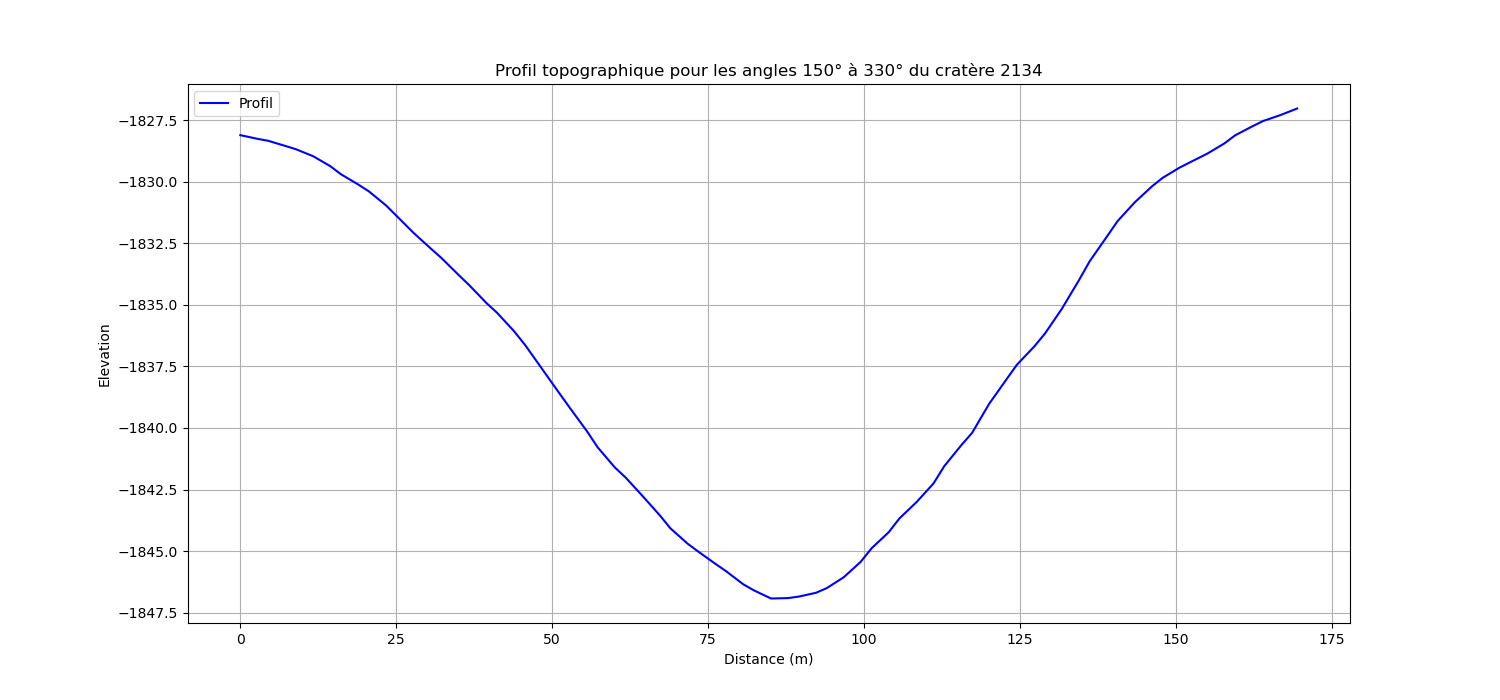 Profil topographique pour les angles 150° à 330° du cratère 2134
Profil
−1827.5
−1830.0
−1832.5
−1835.0
−1837.5
−1840.0
−1842.5
−1845.0
−1847.5
Elevation
0 25 50 75 100 125 150 175
Distance (m)